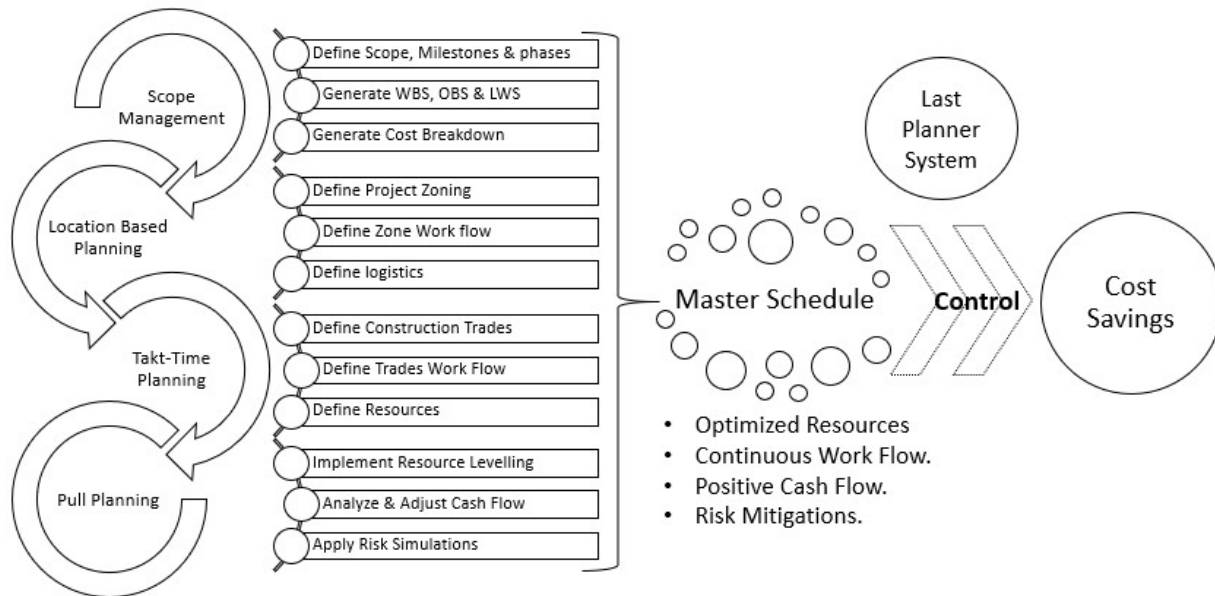 Scope
Management
Define Scope, Milestones & phases
Generate WBS, OBS & LWS
Generate Cost Breakdown
Location Based
Planning
Define Project Zoning
Define Zone Work flow
Define logistics
Takt-Time
Planning
Define Construction Trades
Define Trades Work Flow
Define Resources
Pull Planning
Implement Resource Levelling
Analyze & Adjust Cash Flow
Apply Risk Simulations
Master Schedule
• Optimized Resources
• Continuous Work Flow.
• Positive Cash Flow.
• Risk Mitigations.
Last
Planner
System
Control
Cost
Savings